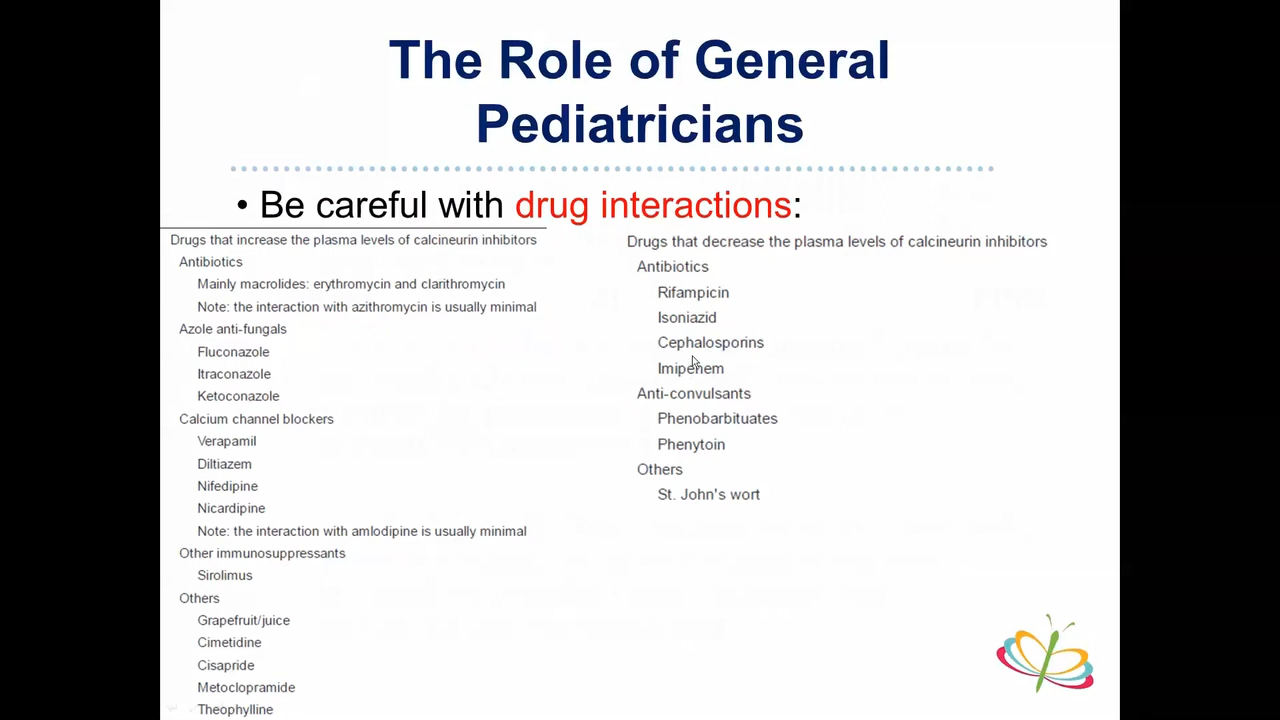 The Role of General
Pediatricians
• Be careful with drug interactions:
Drugs that increase the plasma levels of calcineurin inhibitors
Antibiotics
Mainly macrolides: erythromycin and clarithromycin
Note: the interaction with azithromycin is usually minimal
Azole anti-fungals
Fluconazole
Itraconazole
Ketoconazole
Calcium channel blockers
Verapamil
Diltiazem
Nifedipine
Nicardipine
Note: the interaction with amlodipine is usually minimal
Other immunosuppressants
Sirolimus
Others
Grapefruit/juice
Cimetidine
Cisapride
Metoclopramide
Theophylline
Drugs that decrease the plasma levels of calcineurin inhibitors
Antibiotics
Rifampicin
Isoniazid
Cephalosporins
Imipenem
Anti-convulsants
Phenobarbituates
Phenytoin
Others
St. John's wort